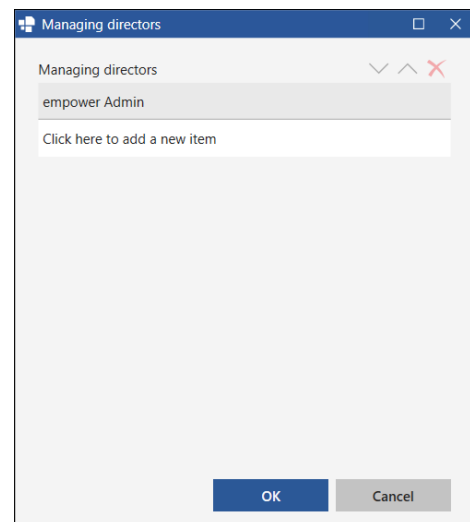 Managing directors
Managing directors
empower Admin
Click here to add a new item
OK
Cancel